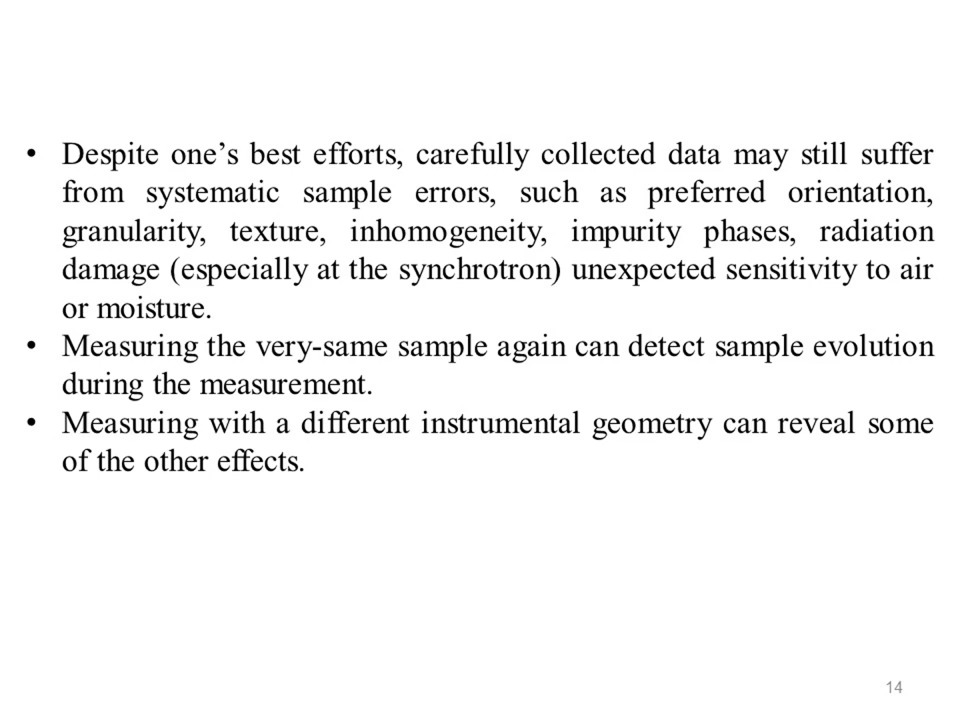 • Despite one’s best efforts, carefully collected data may still suffer
from systematic sample errors, such as preferred orientation,
granularity, texture, inhomogeneity, impurity phases, radiation
damage (especially at the synchrotron) unexpected sensitivity to air
or moisture.
• Measuring the very-same sample again can detect sample evolution
during the measurement.
• Measuring with a different instrumental geometry can reveal some
of the other effects.
14